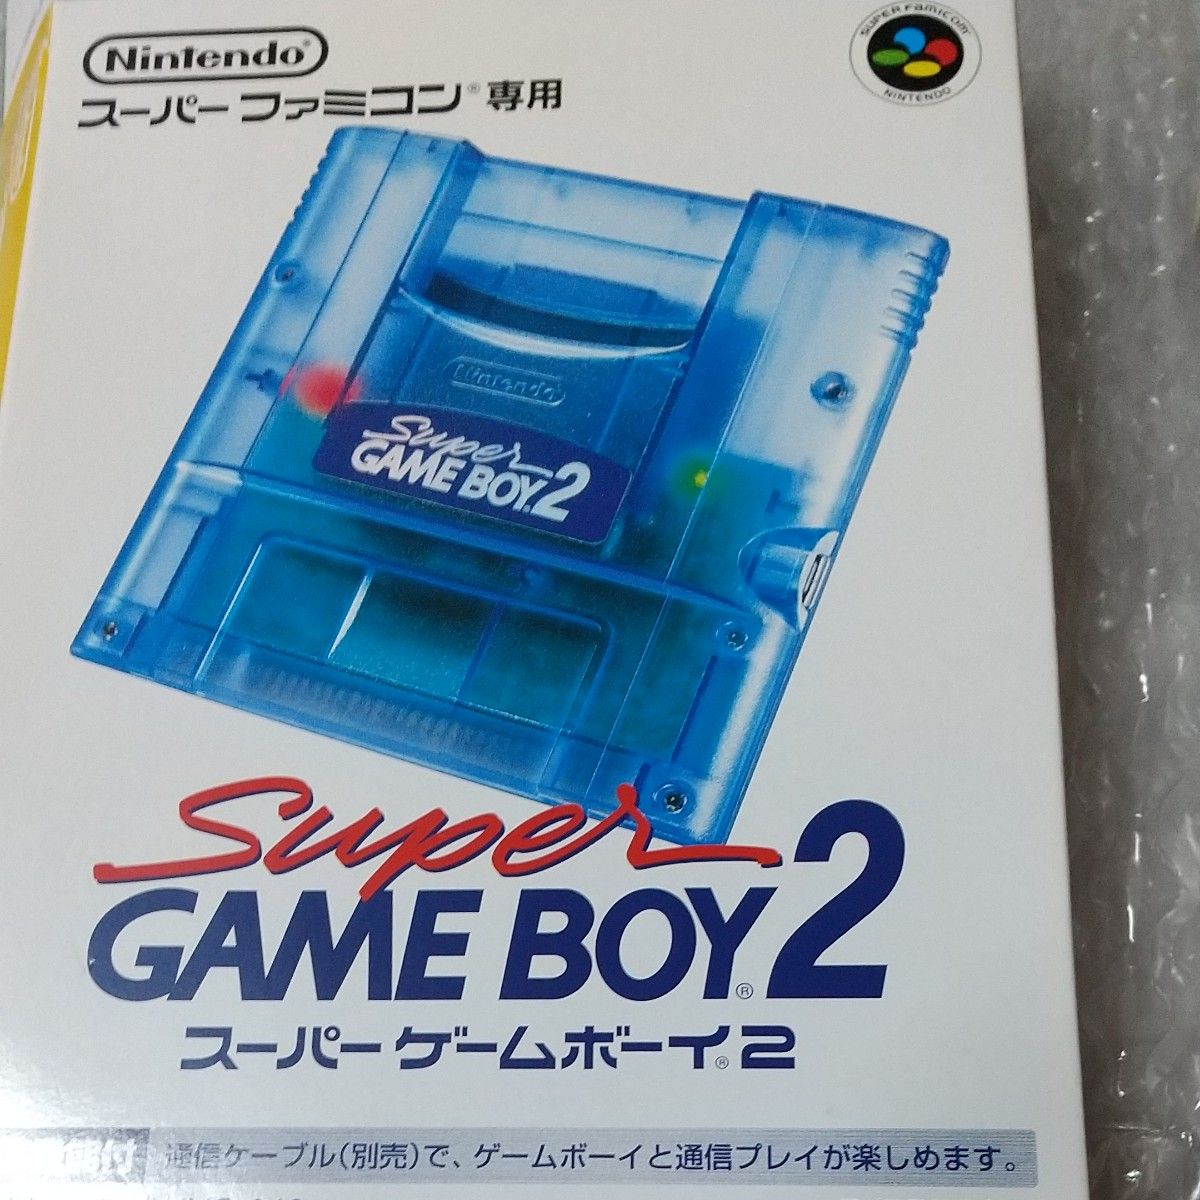 Nintendo®
スーパーファミコン®専用
SUPER FAMICOM
NINTENDO
Nintendo
Super
GAME BOY.2
Super
GAME BOY®2
スーパーゲームボーイ®2
通信ケーブル(別売)で、ゲームボーイと通信プレイが楽しめます。